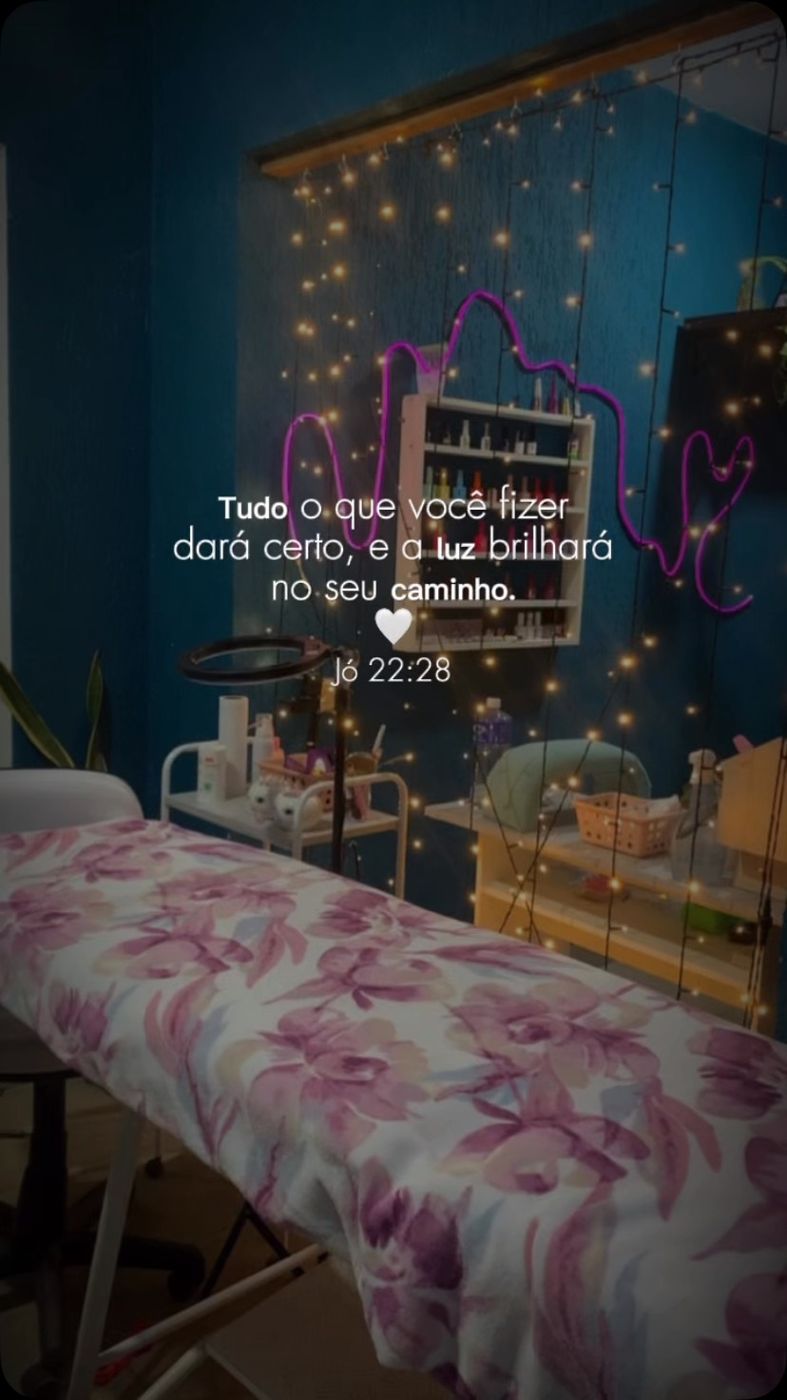 Tudo o que você fizer
dará certo, e a luz brilhará
no seu caminho.
🤍
Jó 22:28